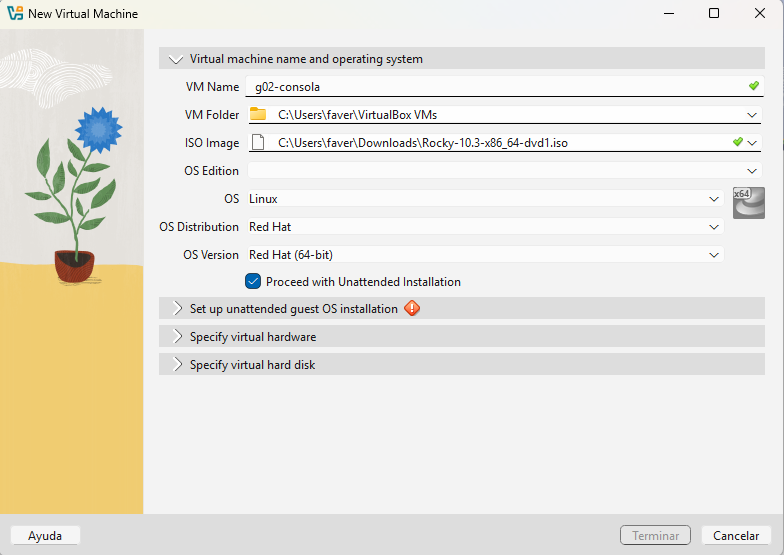 New Virtual Machine
Virtual machine name and operating system
VM Name g02-consola
VM Folder C:\Users\faver\VirtualBox VMs
ISO Image C:\Users\faver\Downloads\Rocky-10.3-x86_64-dvd1.iso
OS Edition
OS Linux x64
OS Distribution Red Hat
OS Version Red Hat (64-bit)
Proceed with Unattended Installation
Set up unattended guest OS installation
Specify virtual hardware
Specify virtual hard disk
Ayuda Terminar Cancelar